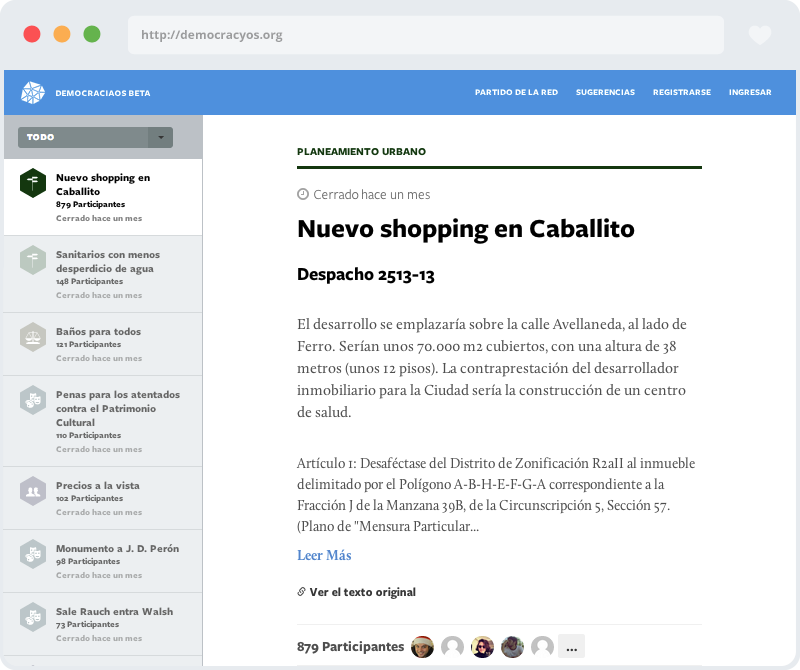 http://democracyos.org
DEMOCRACIAOS BETA
PARTIDO DE LA RED
SUGERENCIAS
REGISTRARSE
INGRESAR
TODO
Nuevo shopping en
Caballito
879 Participantes
Cerrado hace un mes
Sanitarios con menos
desperdicio de agua
148 Participantes
Cerrado hace un mes
Baños para todos
121 Participantes
Cerrado hace un mes
Penas para los atentados
contra el Patrimonio
Cultural
110 Participantes
Cerrado hace un mes
Precios a la vista
102 Participantes
Cerrado hace un mes
Monumento a J. D. Perón
98 Participantes
Cerrado hace un mes
Sale Rauch entra Walsh
73 Participantes
Cerrado hace un mes
PLANEAMIENTO URBANO
Cerrado hace un mes
Nuevo shopping en Caballito
Despacho 2513-13
El desarrollo se emplazaría sobre la calle Avellaneda, al lado de
Ferro. Serían unos 70.000 m2 cubiertos, con una altura de 38
metros (unos 12 pisos). La contraprestación del desarrollador
inmobiliario para la Ciudad sería la construcción de un centro
de salud.
Artículo 1: Desaféctase del Distrito de Zonificación R2aII al inmueble
delimitado por el Polígono A-B-H-E-F-G-A correspondiente a la
Fracción J de la Manzana 39B, de la Circunscripción 5, Sección 57.
(Plano de "Mensura Particular...
Leer Más
Ver el texto original
879 Participantes
...